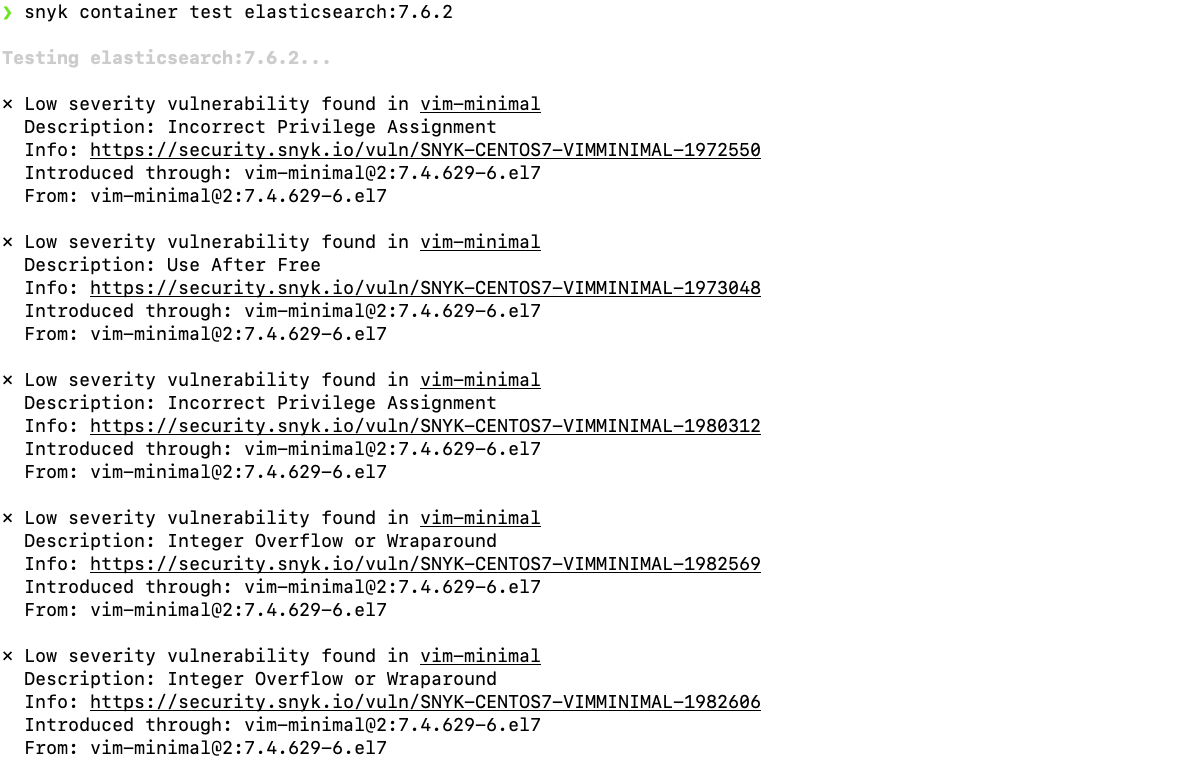 ❯ snyk container test elasticsearch:7.6.2
Testing elasticsearch:7.6.2...
× Low severity vulnerability found in vim-minimal
Description: Incorrect Privilege Assignment
Info: https://security.snyk.io/vuln/SNYK-CENTOS7-VIMMINIMAL-1972550
Introduced through: vim-minimal@2:7.4.629-6.el7
From: vim-minimal@2:7.4.629-6.el7
× Low severity vulnerability found in vim-minimal
Description: Use After Free
Info: https://security.snyk.io/vuln/SNYK-CENTOS7-VIMMINIMAL-1973048
Introduced through: vim-minimal@2:7.4.629-6.el7
From: vim-minimal@2:7.4.629-6.el7
× Low severity vulnerability found in vim-minimal
Description: Incorrect Privilege Assignment
Info: https://security.snyk.io/vuln/SNYK-CENTOS7-VIMMINIMAL-1980312
Introduced through: vim-minimal@2:7.4.629-6.el7
From: vim-minimal@2:7.4.629-6.el7
× Low severity vulnerability found in vim-minimal
Description: Integer Overflow or Wraparound
Info: https://security.snyk.io/vuln/SNYK-CENTOS7-VIMMINIMAL-1982569
Introduced through: vim-minimal@2:7.4.629-6.el7
From: vim-minimal@2:7.4.629-6.el7
× Low severity vulnerability found in vim-minimal
Description: Integer Overflow or Wraparound
Info: https://security.snyk.io/vuln/SNYK-CENTOS7-VIMMINIMAL-1982606
Introduced through: vim-minimal@2:7.4.629-6.el7
From: vim-minimal@2:7.4.629-6.el7